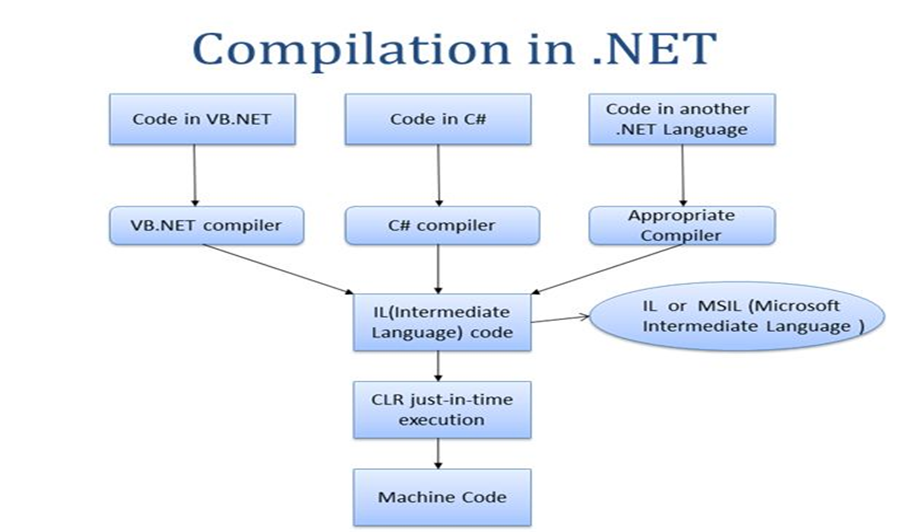 Compilation in .NET
Code in VB.NET
Code in C#
Code in another
.NET Language
VB.NET compiler
C# compiler
Appropriate
Compiler
IL(Intermediate
Language) code
IL or MSIL (Microsoft
Intermediate Language )
CLR just-in-time
execution
Machine Code